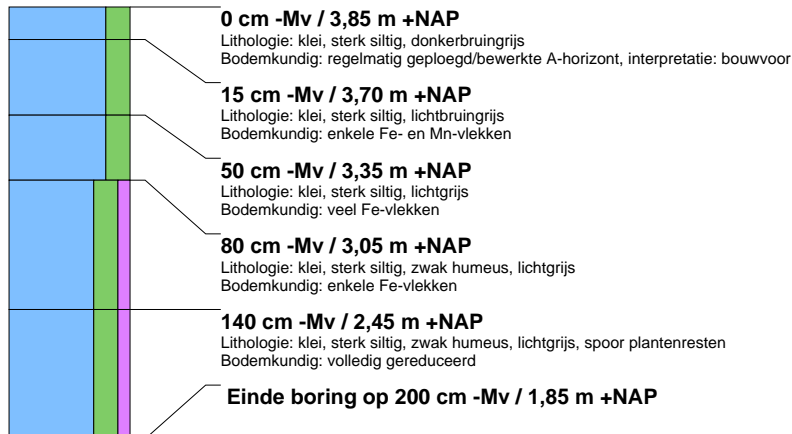 0 cm -Mv / 3,85 m +NAP
Lithologie: klei, sterk siltig, donkerbruingrijs
Bodemkundig: regelmatig geploegd/bewerkte A-horizont, interpretatie: bouwvoor
15 cm -Mv / 3,70 m +NAP
Lithologie: klei, sterk siltig, lichtbruingrijs
Bodemkundig: enkele Fe- en Mn-vlekken
50 cm -Mv / 3,35 m +NAP
Lithologie: klei, sterk siltig, lichtgrijs
Bodemkundig: veel Fe-vlekken
80 cm -Mv / 3,05 m +NAP
Lithologie: klei, sterk siltig, zwak humeus, lichtgrijs
Bodemkundig: enkele Fe-vlekken
140 cm -Mv / 2,45 m +NAP
Lithologie: klei, sterk siltig, zwak humeus, lichtgrijs, spoor plantenresten
Bodemkundig: volledig gereduceerd
Einde boring op 200 cm -Mv / 1,85 m +NAP